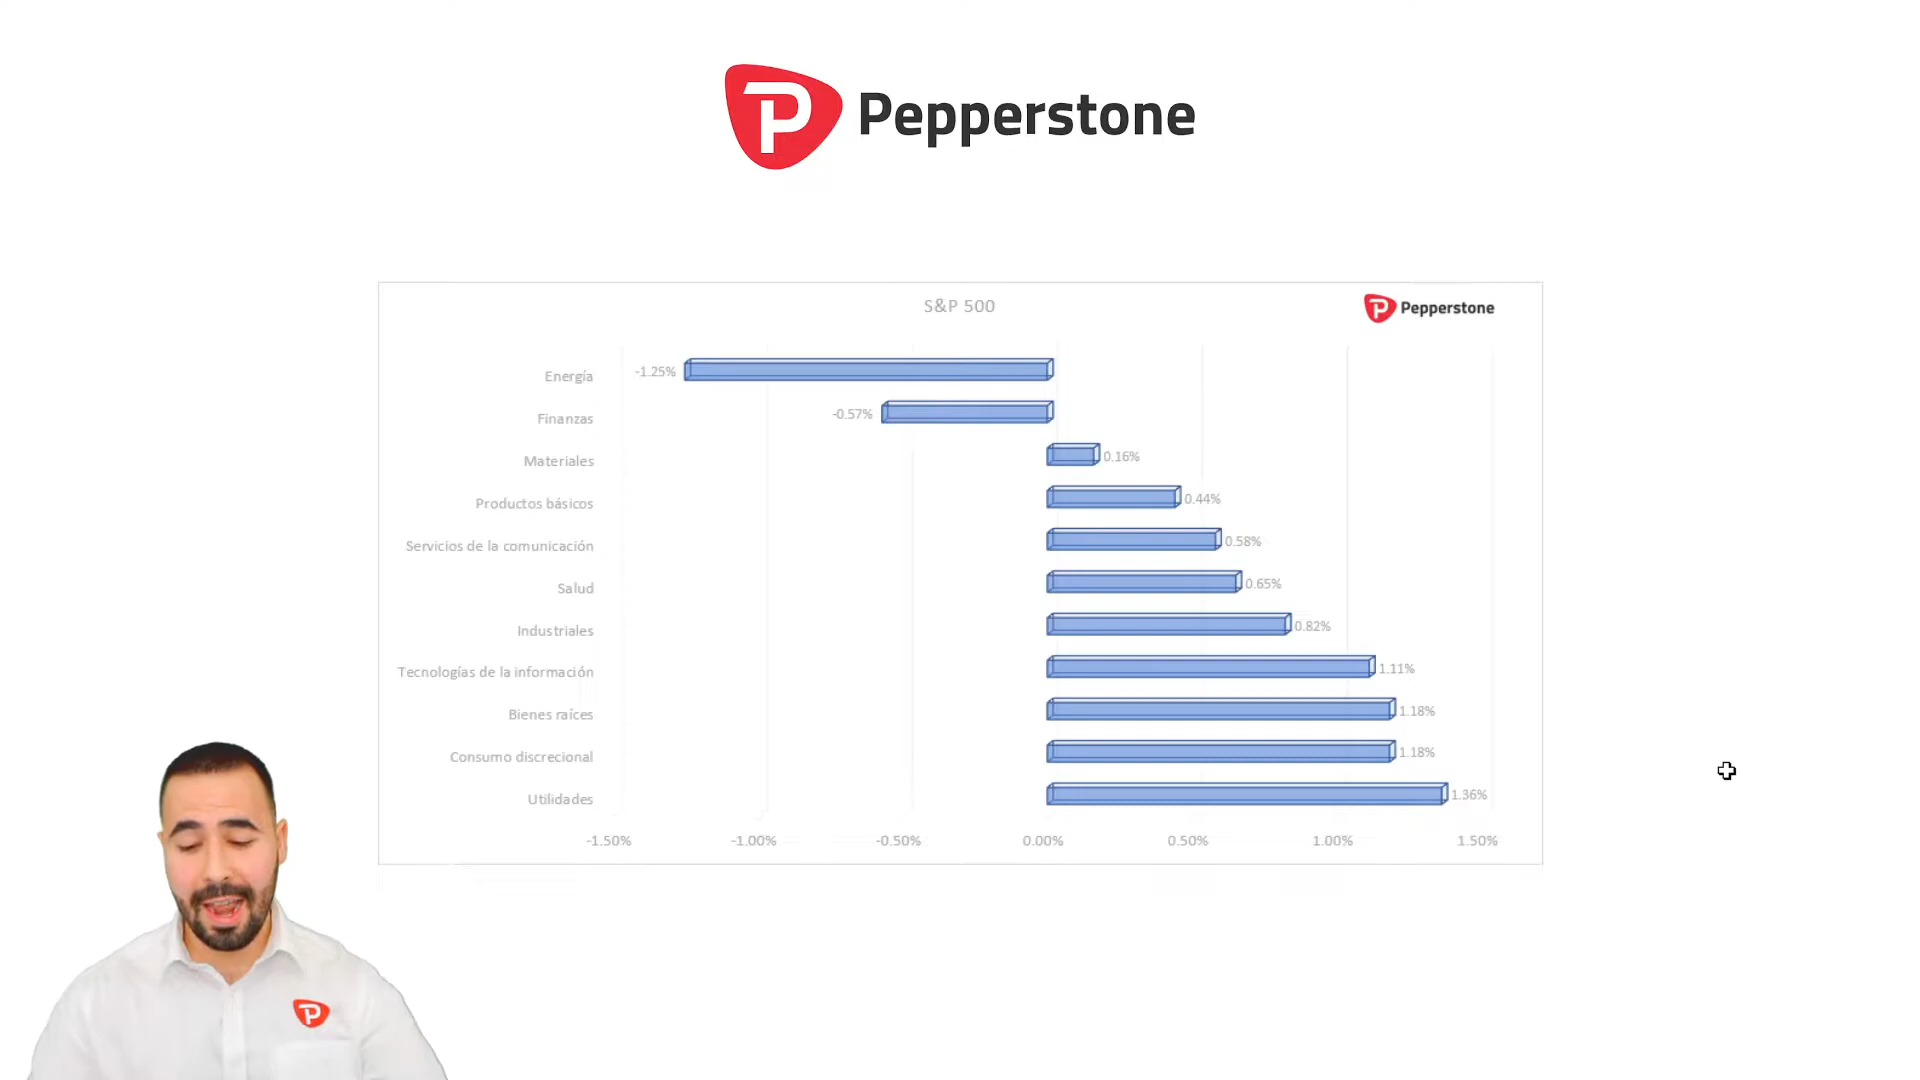 Pepperstone
S&P 500
Pepperstone
Energía -1.25%
Finanzas -0.57%
Materiales 0.16%
Productos básicos 0.44%
Servicios de la comunicación 0.58%
Salud 0.65%
Industriales 0.82%
Tecnologías de la información 1.11%
Bienes raíces 1.18%
Consumo discrecional 1.18%
Utilidades 1.36%
-1.50% -1.00% -0.50% 0.00% 0.50% 1.00% 1.50%